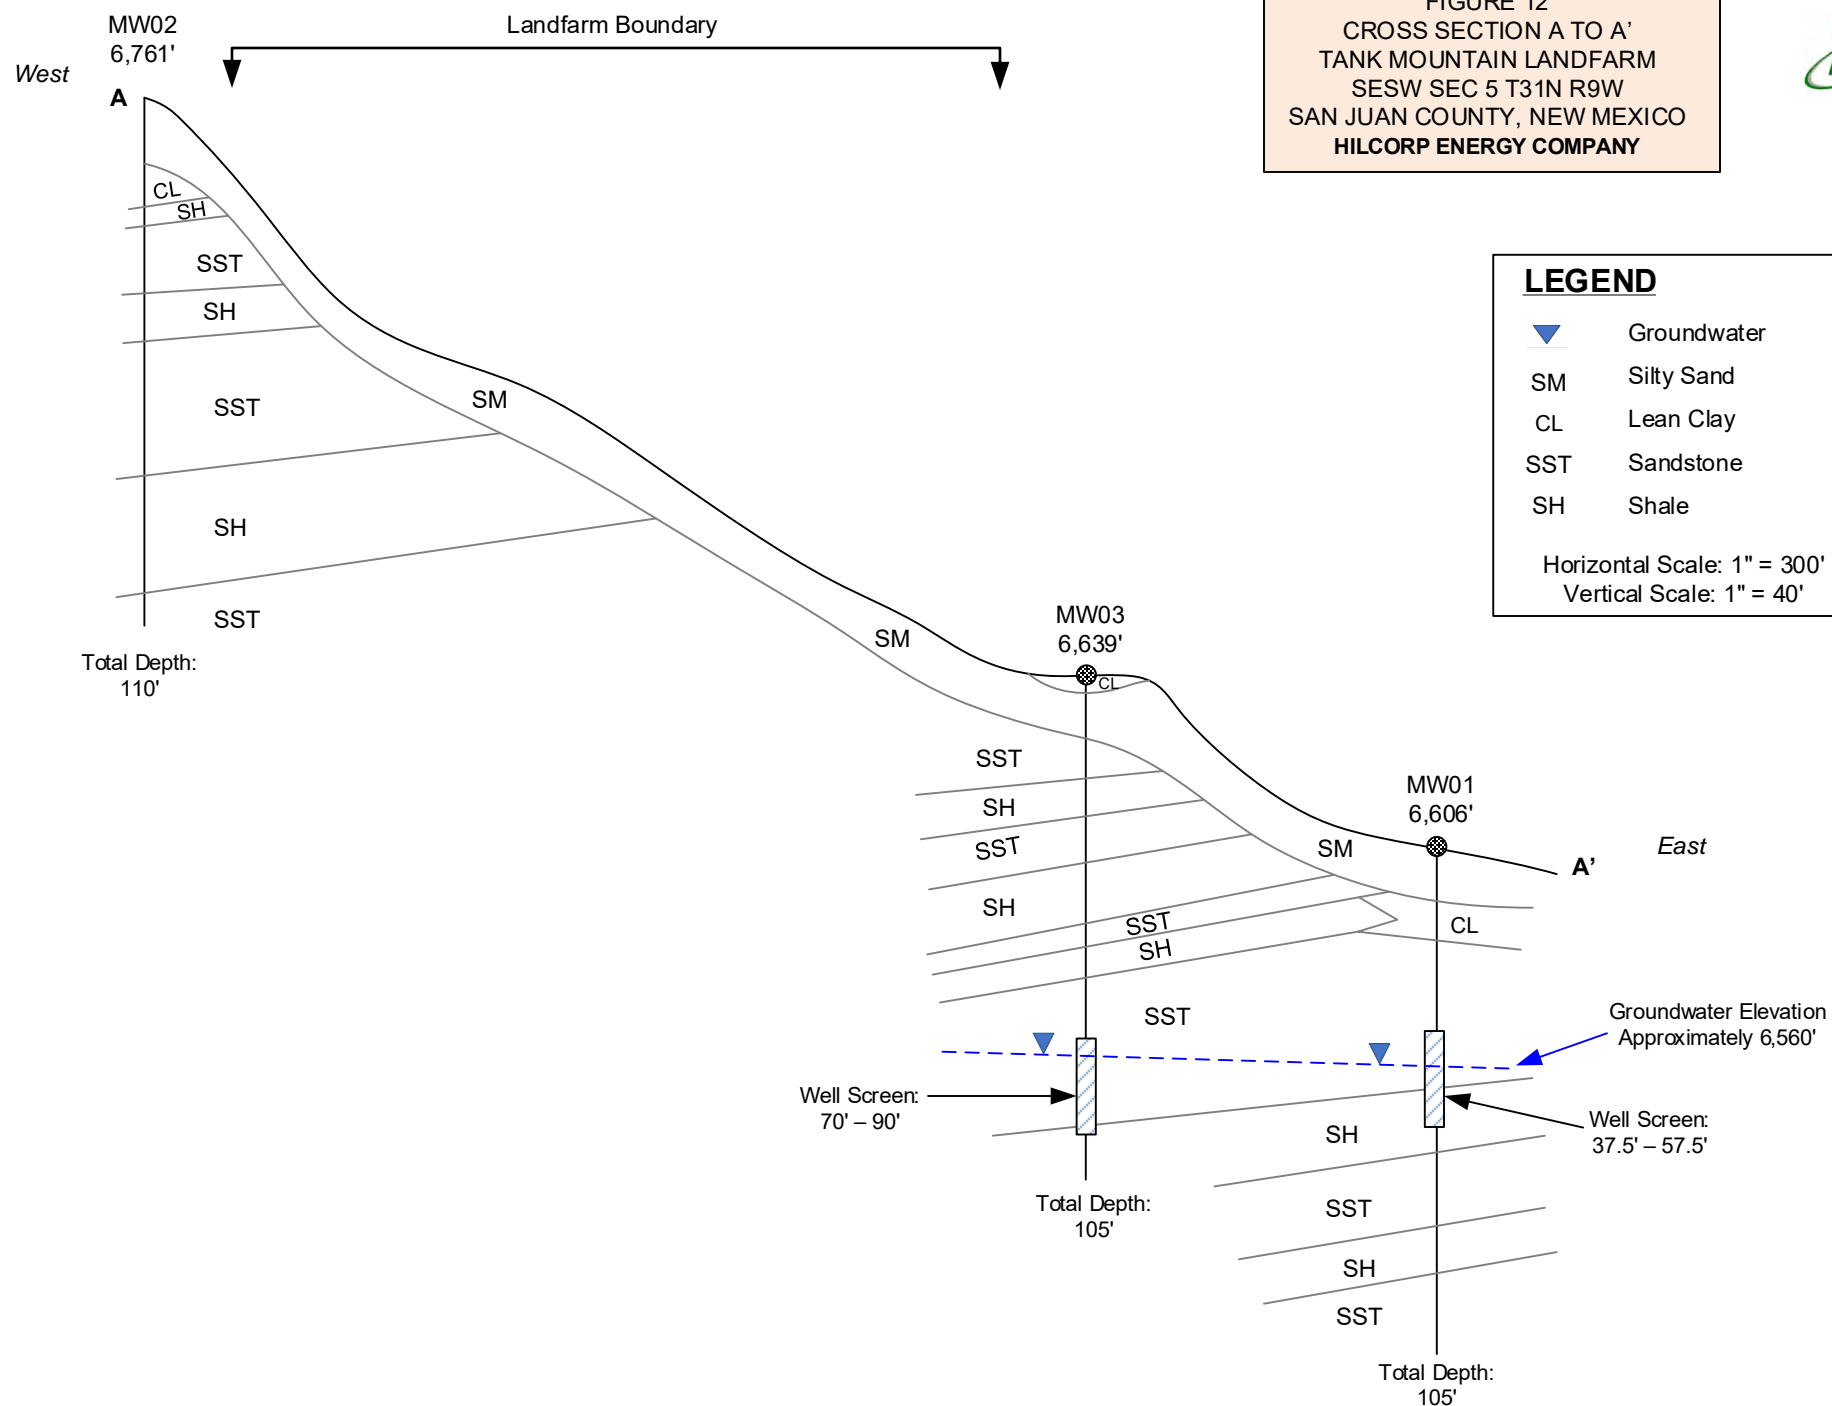 FIGURE 12
CROSS SECTION A TO A’
TANK MOUNTAIN LANDFARM
SESW SEC 5 T31N R9W
SAN JUAN COUNTY, NEW MEXICO
HILCORP ENERGY COMPANY
MW02
6,761'
Landfarm Boundary
West
A
CL
SH
SST
SH
SST
SM
SH
SST
Total Depth:
110'
LEGEND
Groundwater
SM Silty Sand
CL Lean Clay
SST Sandstone
SH Shale
Horizontal Scale: 1" = 300'
Vertical Scale: 1" = 40'
SM
MW03
6,639'
CL
SST
SH
SST
SH
SST
SH
SST
MW01
6,606'
SM
East
A’
CL
Groundwater Elevation
Approximately 6,560'
Well Screen:
70' – 90'
Well Screen:
37.5' – 57.5'
SH
SST
SH
SST
Total Depth:
105'
Total Depth:
105'